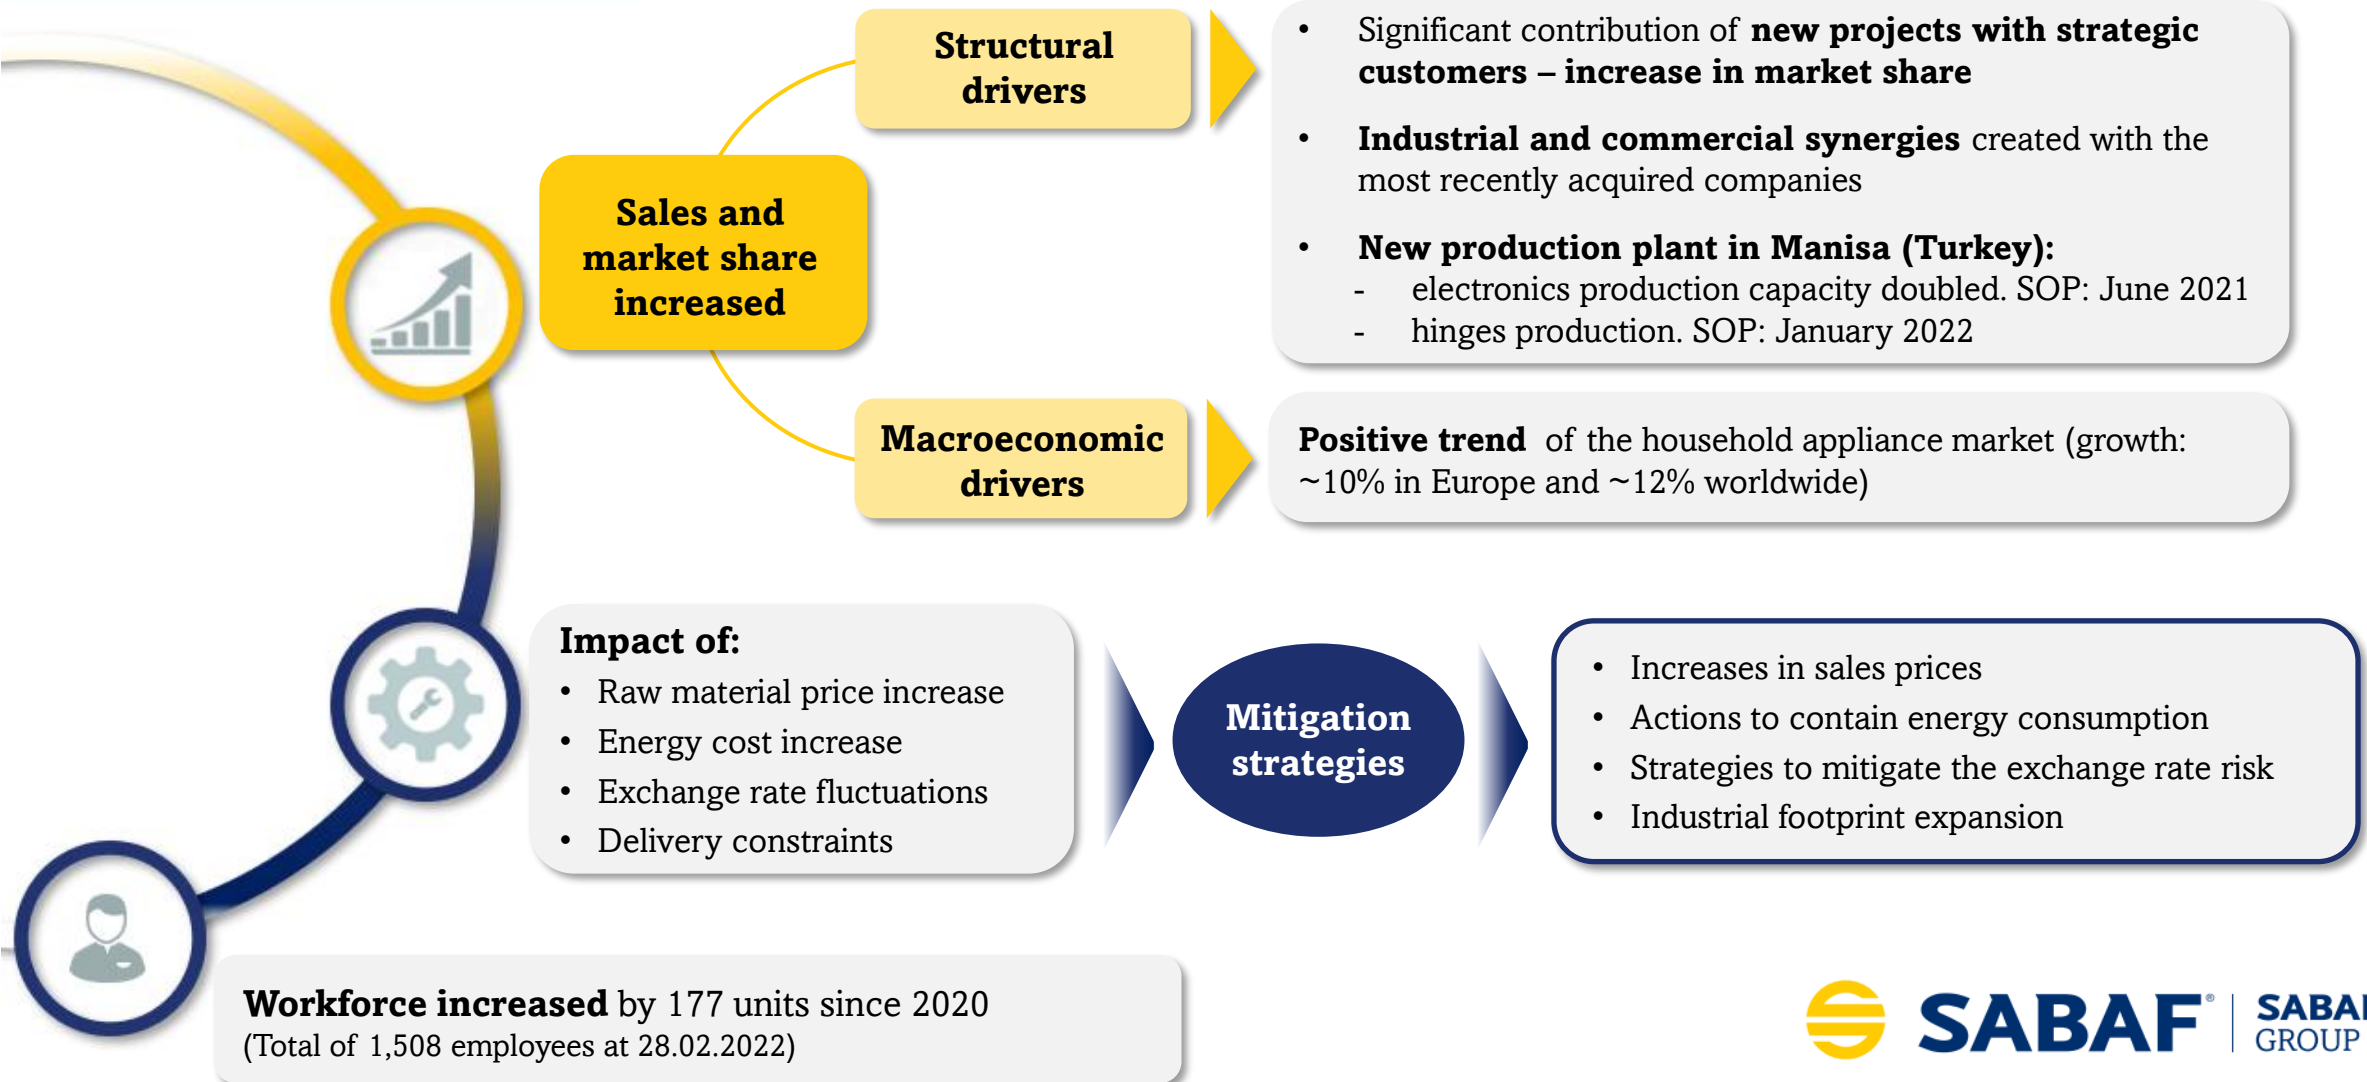 Structural
drivers
• Significant contribution of new projects with strategic
customers – increase in market share
• Industrial and commercial synergies created with the
most recently acquired companies
• New production plant in Manisa (Turkey):
- electronics production capacity doubled. SOP: June 2021
- hinges production. SOP: January 2022
Sales and
market share
increased
Macroeconomic
drivers
Positive trend of the household appliance market (growth:
~10% in Europe and ~12% worldwide)
Impact of:
• Raw material price increase
• Energy cost increase
• Exchange rate fluctuations
• Delivery constraints
Mitigation
strategies
• Increases in sales prices
• Actions to contain energy consumption
• Strategies to mitigate the exchange rate risk
• Industrial footprint expansion
Workforce increased by 177 units since 2020
(Total of 1,508 employees at 28.02.2022)
SABAF®
SABAF
GROUP